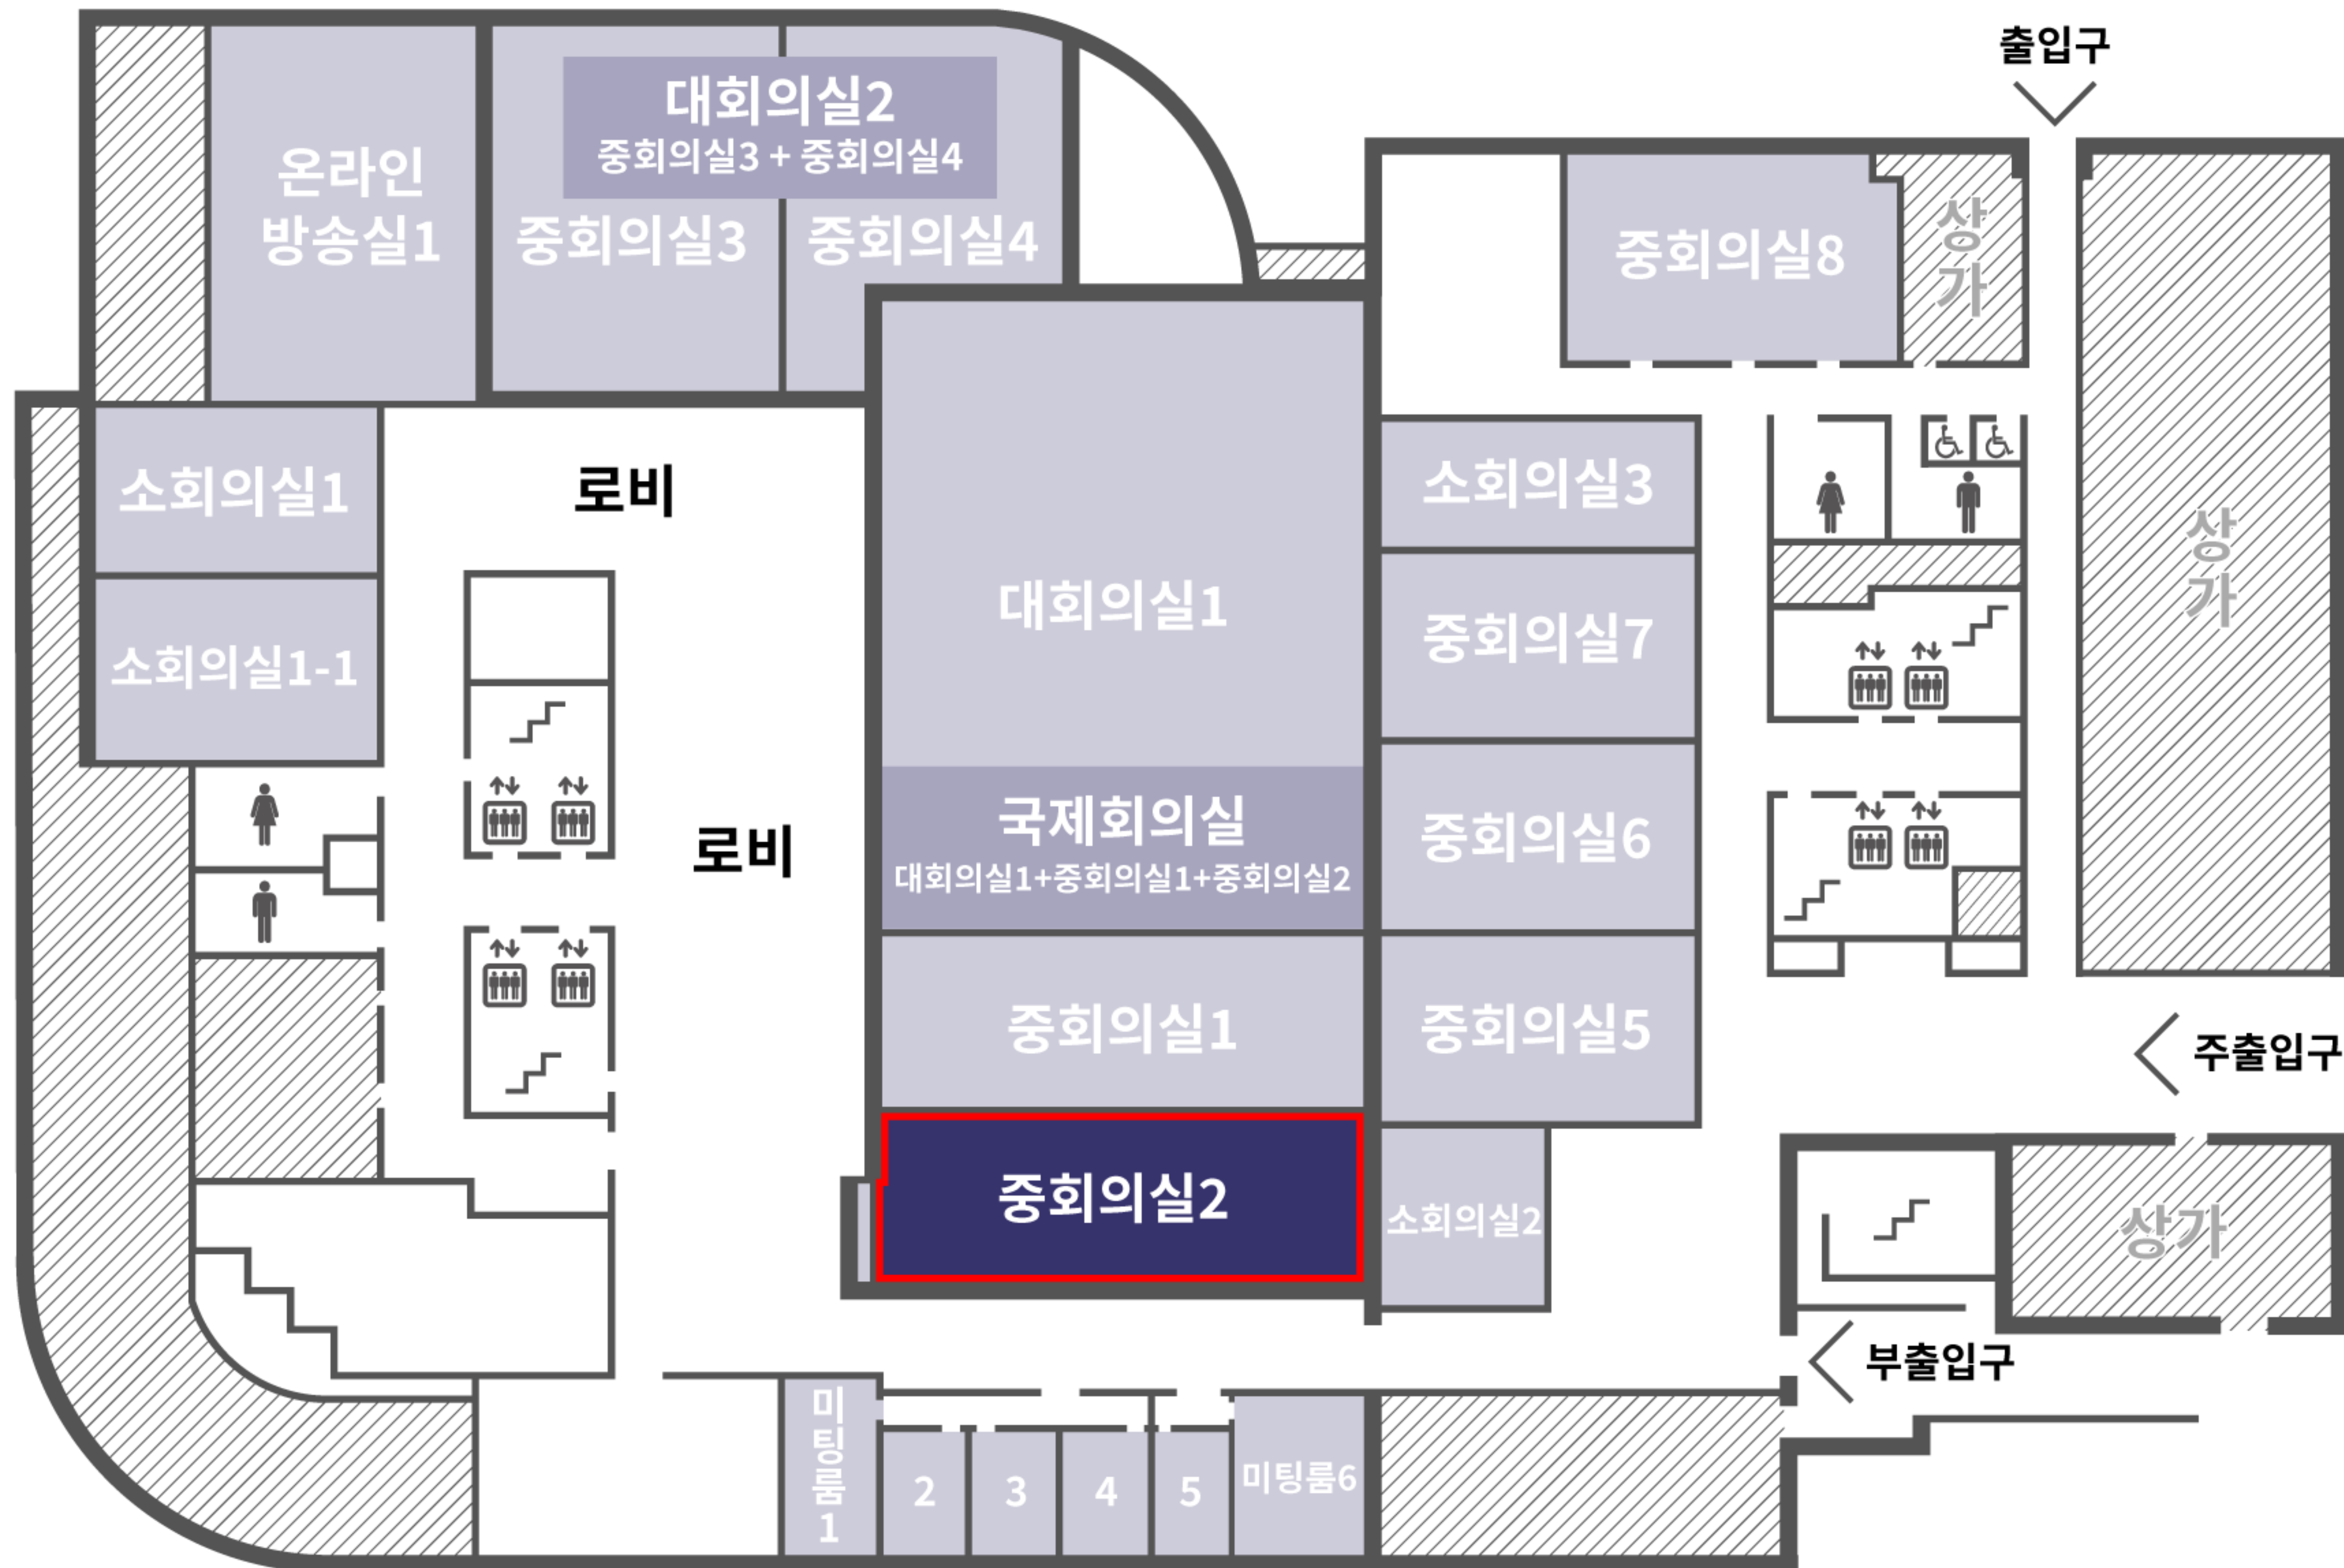 출입구
대회의실2
중회의실3 + 중회의실4
온라인
방송실1
중회의실3
중회의실4
중회의실8
상
가
소회의실1
로비
소회의실3
상
가
대회의실1
중회의실7
소회의실1-1
국제회의실
대회의실1+중회의실1+중회의실2
중회의실6
로비
중회의실1
중회의실5
주출입구
중회의실2
소회의실2
상가
부출입구
미
팅
룸
1
2
3
4
5
미팅룸6